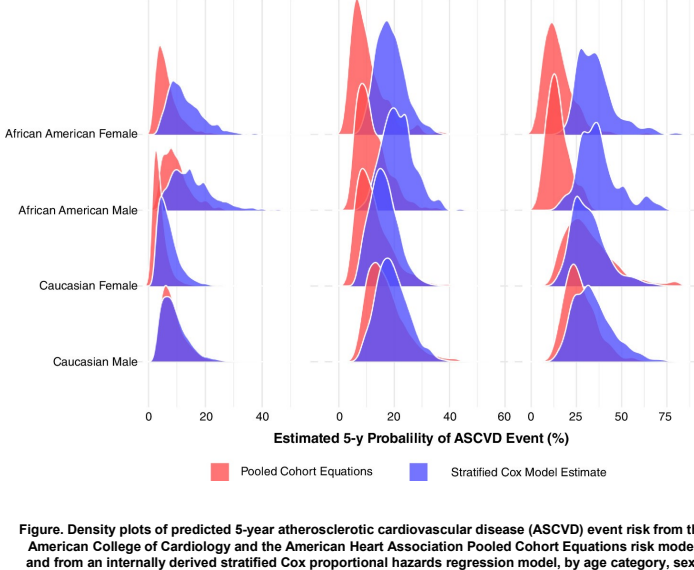 African American Female
African American Male
Caucasian Female
Caucasian Male
0 20 40 0 20 40 60 0 25 50 75
Estimated 5-y Probalility of ASCVD Event (%)
Pooled Cohort Equations Stratified Cox Model Estimate
Figure. Density plots of predicted 5-year atherosclerotic cardiovascular disease (ASCVD) event risk from th
American College of Cardiology and the American Heart Association Pooled Cohort Equations risk mode
and from an internally derived stratified Cox proportional hazards regression model, by age category, sex